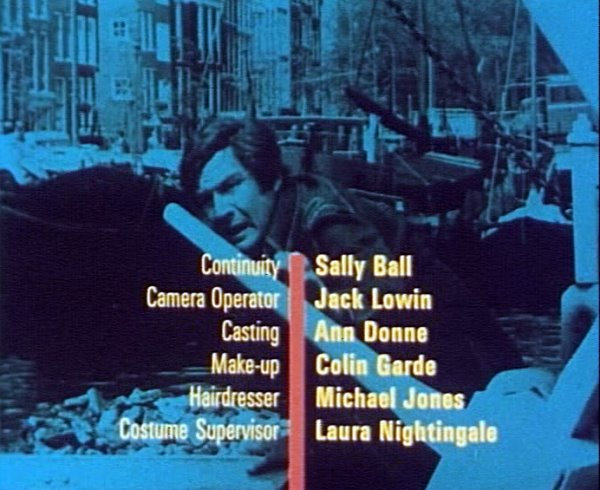 Continuity Sally Ball
Camera Operator Jack Lowin
Casting Ann Donne
Make-up Colin Garde
Hairdresser Michael Jones
Costume Supervisor Laura Nightingale